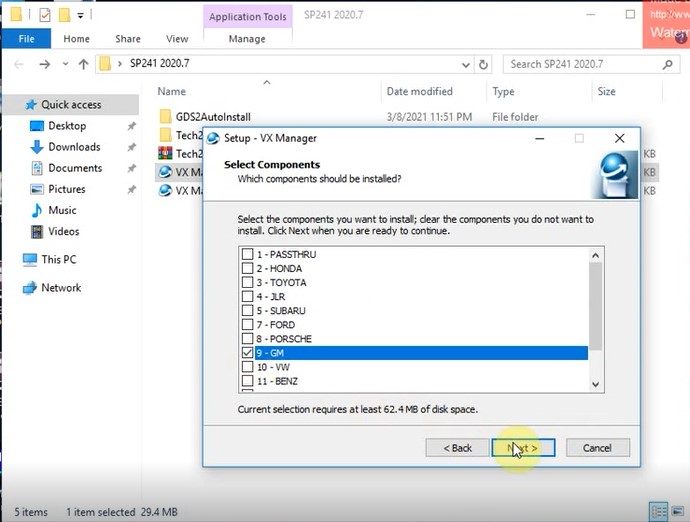 Application Tools
SP241 2020.7
http://ww
Watem
File
Home
Share
View
Manage
SP241 2020.7
Search SP241 2020.7
Name
Date modified
Type
Size
Quick access
Desktop
Downloads
Documents
Pictures
Music
Videos
This PC
Network
GDS2AutoInstall
3/8/2021 11:51 PM
File folder
Tech2
Tech2
KB
VX Ma
KB
VX Ma
KB
Setup - VX Manager
Select Components
Which components should be installed?
Select the components you want to install; clear the components you do not want to
install. Click Next when you are ready to continue.
1 - PASSTHRU
2 - HONDA
3 - TOYOTA
4 - JLR
5 - SUBARU
7 - FORD
8 - PORSCHE
9 - GM
10 - VW
11 - BENZ
Current selection requires at least 62.4 MB of disk space.
< Back
Next >
Cancel
5 items
1 item selected 29.4 MB